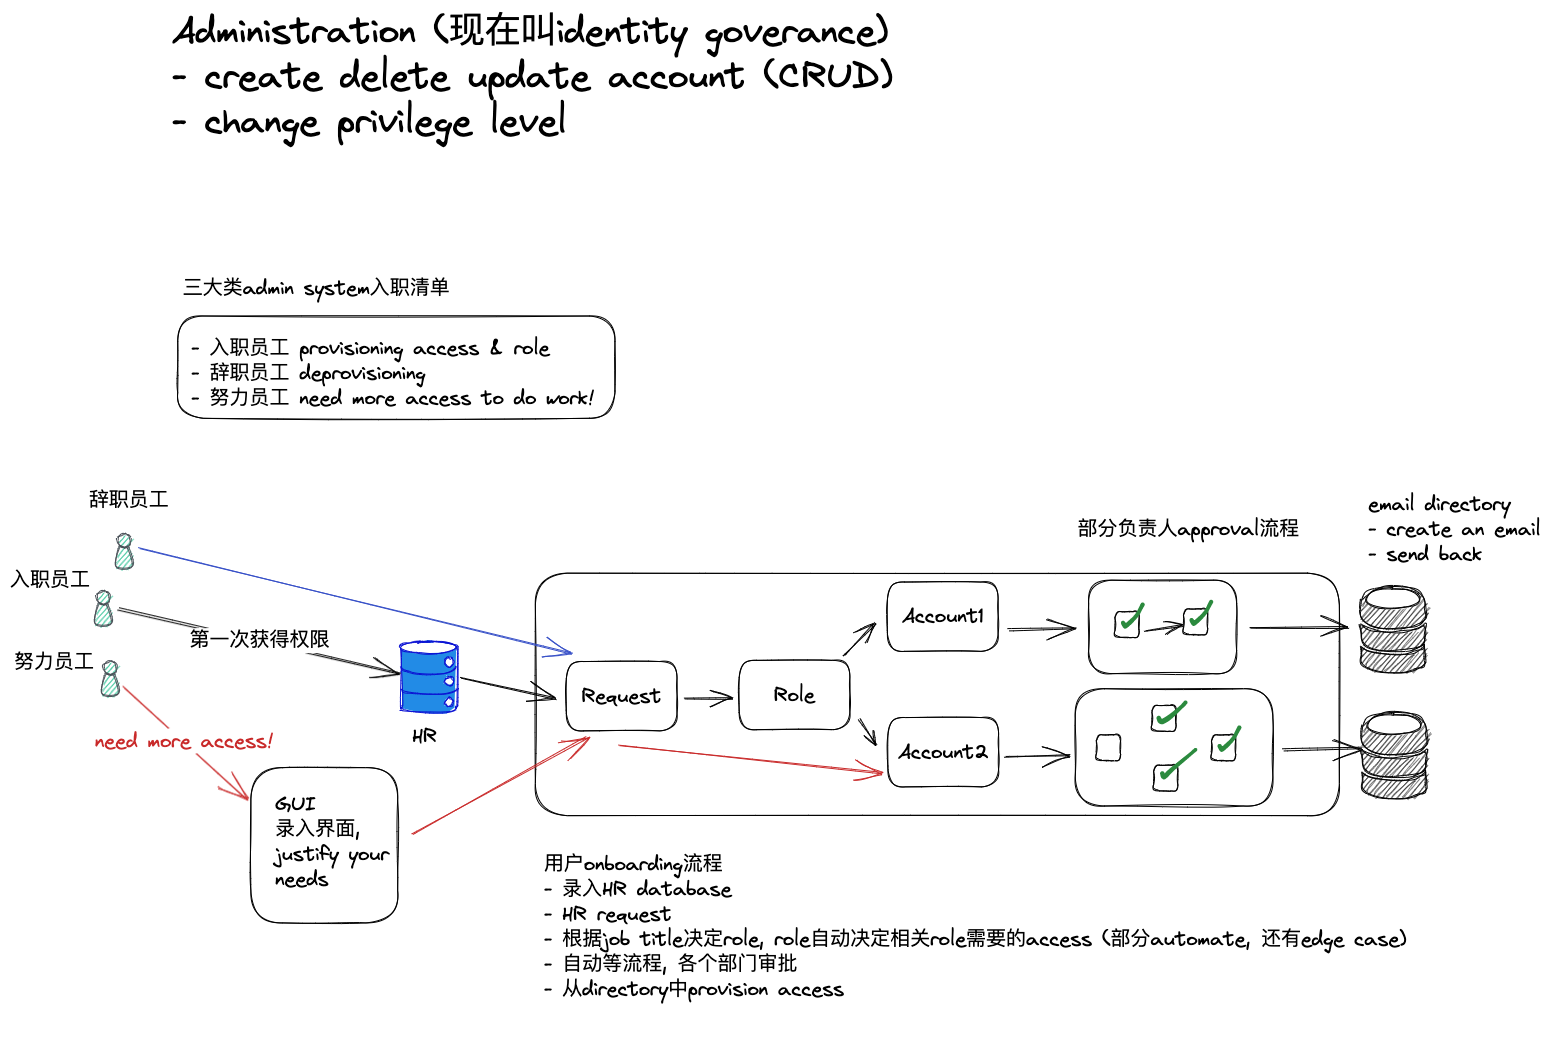 Administration (现在叫identity goverance)
- create delete update account (CRUD)
- change privilege level
三大类admin system入职清单
- 入职员工 provisioning access & role
- 辞职员工 deprovisioning
- 努力员工 need more access to do work!
辞职员工
入职员工
第一次获得权限
努力员工
need more access!
HR
GUI
录入界面,
justify your
needs
Request
Role
Account1
Account2
部分负责人approval流程
email directory
- create an email
- send back
用户onboarding流程
- 录入HR database
- HR request
- 根据job title决定role, role自动决定相关role需要的access (部分automate, 还有edge case)
- 自动等流程, 各个部门审批
- 从directory中provision access